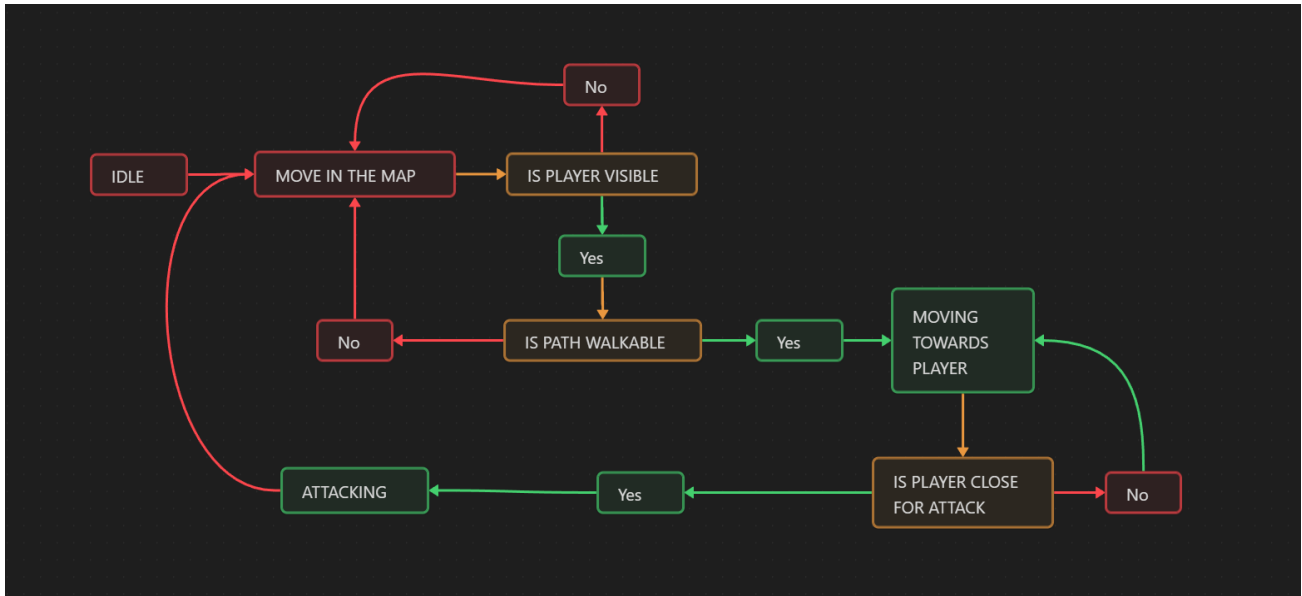 No
IDLE
MOVE IN THE MAP
IS PLAYER VISIBLE
Yes
No
IS PATH WALKABLE
Yes
MOVING
TOWARDS
PLAYER
ATTACKING
Yes
IS PLAYER CLOSE
FOR ATTACK
No